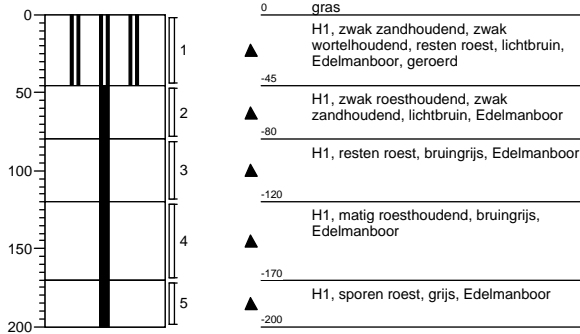 0
50
100
150
200
1
2
3
4
5
0
gras
H1, zwak zandhoudend, zwak
wortelhoudend, resten roest, lichtbruin,
Edelmanboor, geroerd
-45
H1, zwak roesthoudend, zwak
zandhoudend, lichtbruin, Edelmanboor
-80
H1, resten roest, bruingrijs, Edelmanboor
-120
H1, matig roesthoudend, bruingrijs,
Edelmanboor
-170
H1, sporen roest, grijs, Edelmanboor
-200